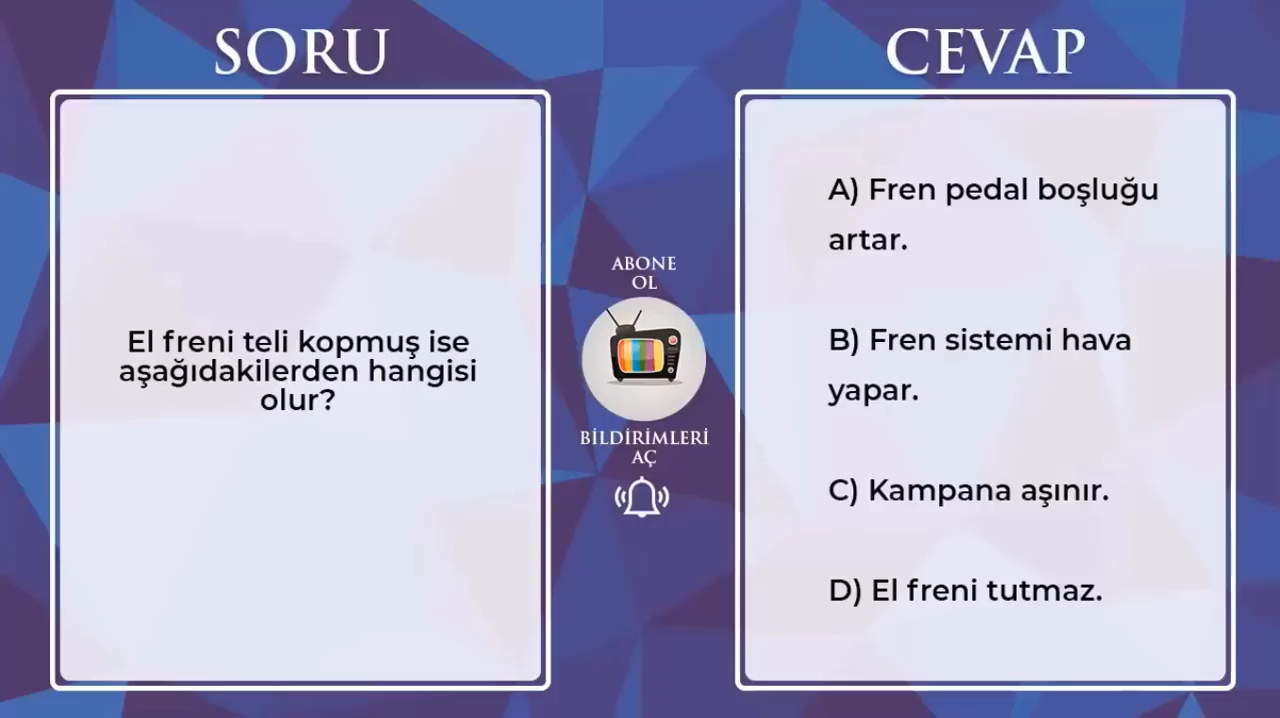 SORU
El freni teli kopmuş ise
aşağıdakilerden hangisi
olur?
ABONE
OL
BİLDİRİMLERİ
AÇ
CEVAP
A) Fren pedal boşluğu
artar.
B) Fren sistemi hava
yapar.
C) Kampana aşınır.
D) El freni tutmaz.